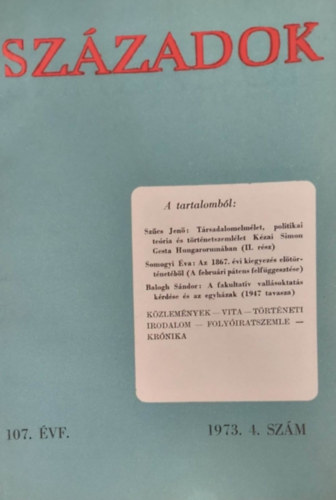 SZÁZADOK
A tartalomból:
Szűcs Jenő: Társadalomelmélet, politikai
teória és történetszemlélet Kézai Simon
Gesta Hungarorumában (II. rész)
Somogyi Éva: Az 1867. évi kiegyezés előtör-
ténetéből (A februári pátens felfüggesztése)
Balogh Sándor: A fakultatív vallásoktatás
kérdése és az egyházak (1947 tavasza)
KÖZLEMÉNYEK — VITA — TÖRTÉNETI
IRODALOM — FOLYÓIRATSZEMLE —
KRÓNIKA
107. ÉVF.
1973. 4. SZÁM